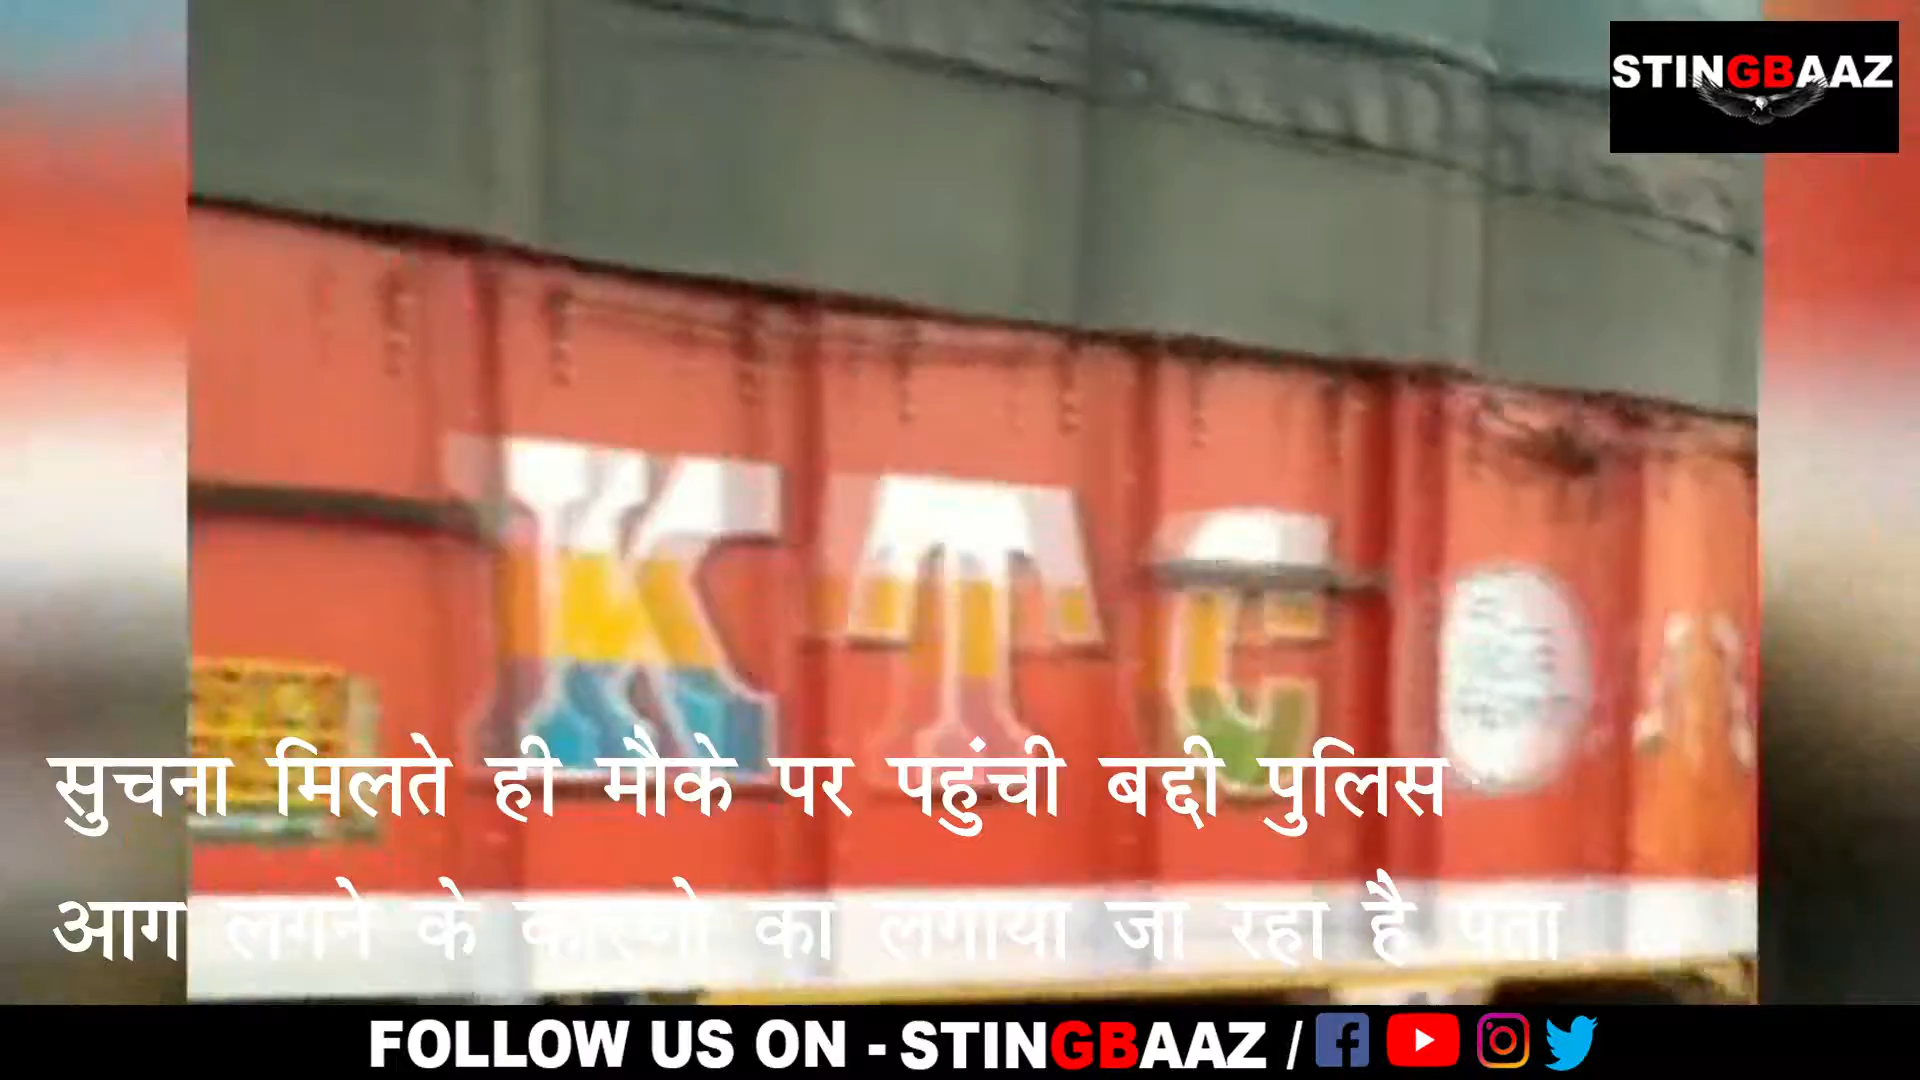 STINGBAAZ
KTC
सुचना मिलते ही मौके पर पहुंची बद्दी पुलिस
आग लगने के कारणो का लगाया जा रहा है पता
FOLLOW US ON - STINGBAAZ /